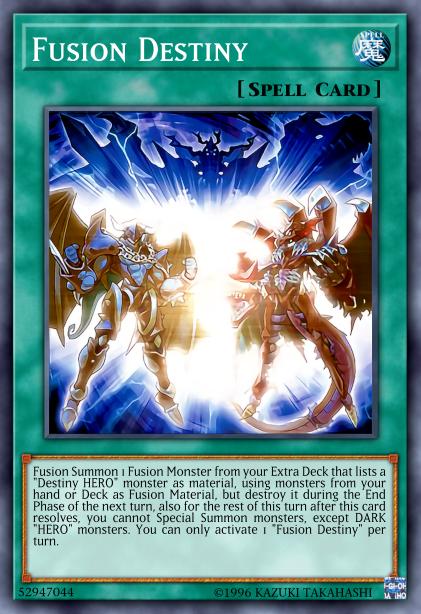 Fusion Destiny
SPELL
魔
[Spell Card]
Fusion Summon 1 Fusion Monster from your Extra Deck that lists a
"Destiny HERO" monster as material, using monsters from your
hand or Deck as Fusion Material, but destroy it during the End
Phase of the next turn, also for the rest of this turn after this card
resolves, you cannot Special Summon monsters, except DARK
"HERO" monsters. You can only activate 1 "Fusion Destiny" per
turn.
52947044
©1996 KAZUKI TAKAHASHI